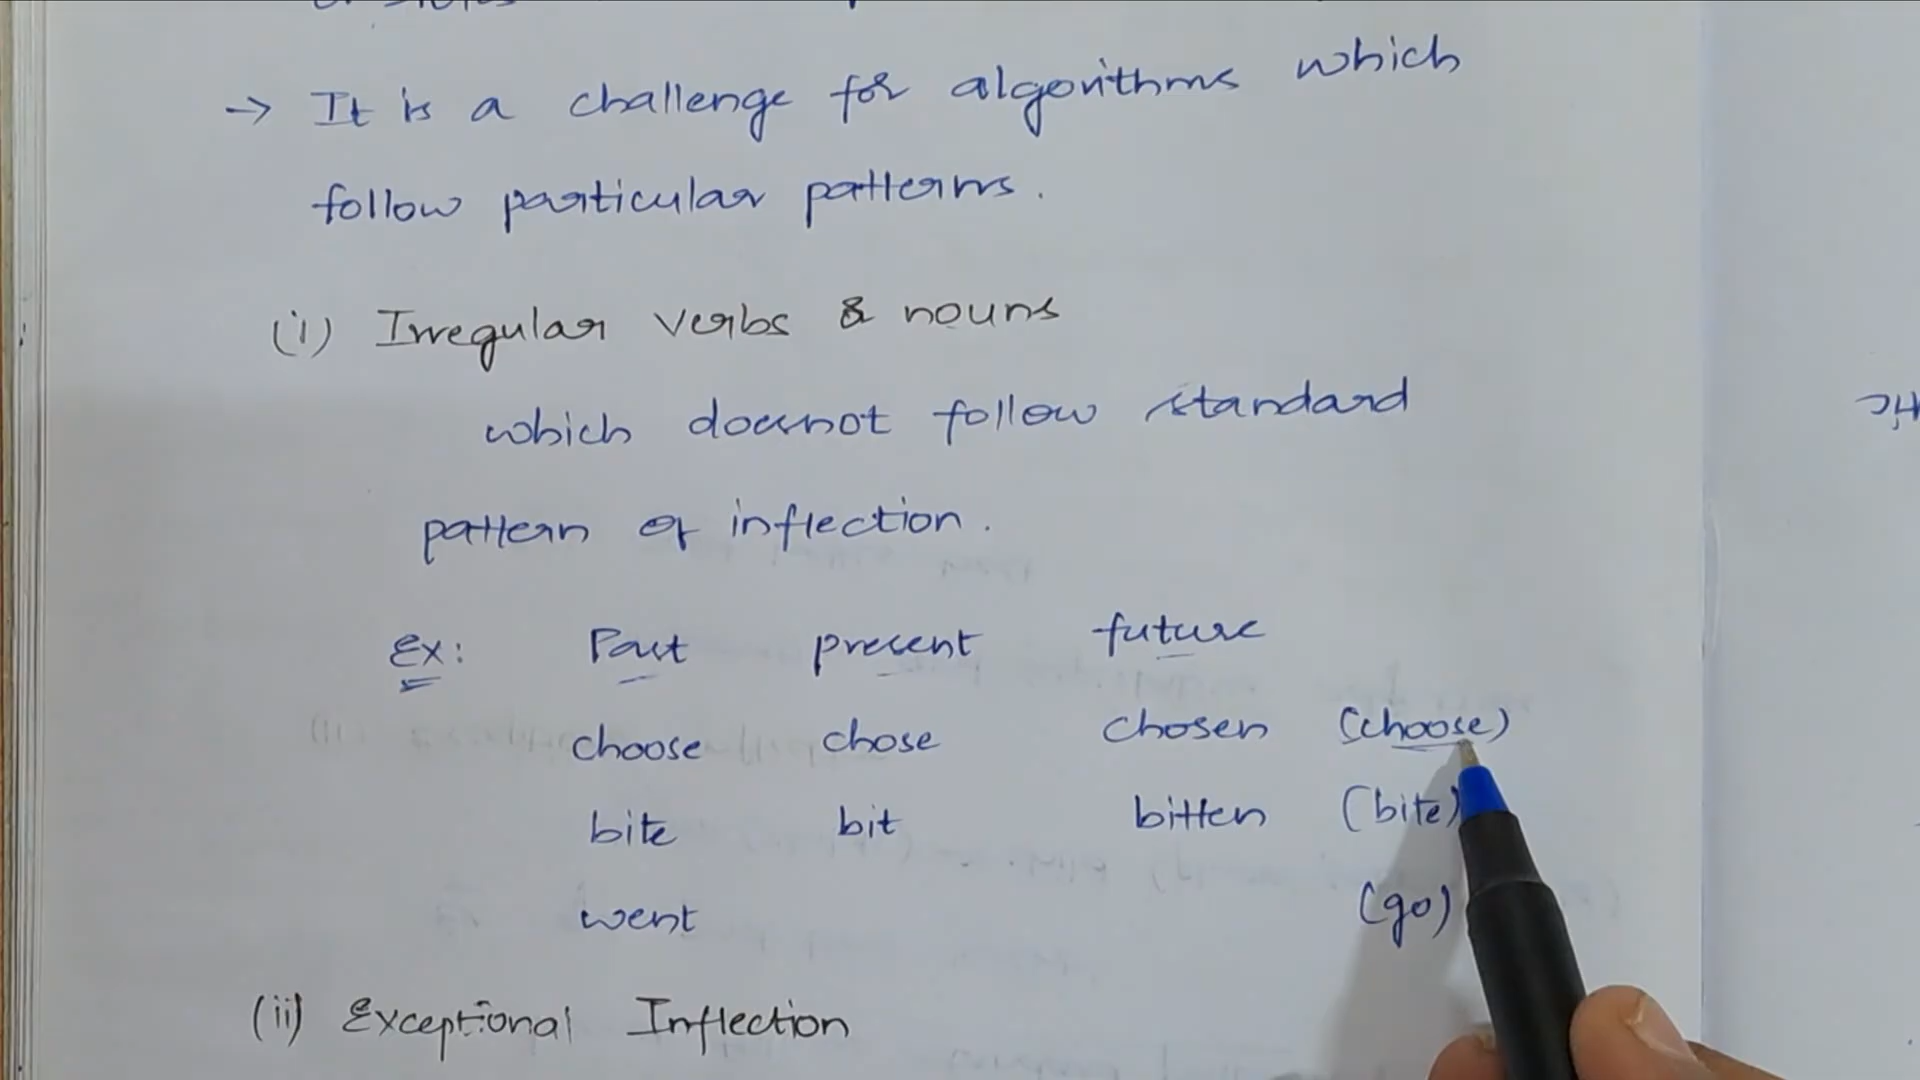 → It is a challenge for algorithms which
follow particular patterns.
(i) Irregular verbs & nouns
which doesnot follow standard
pattern of inflection.
Ex: Past present future
choose chose chosen (choose)
bite bit bitten (bite)
went (go)
(ii) Exceptional Inflection